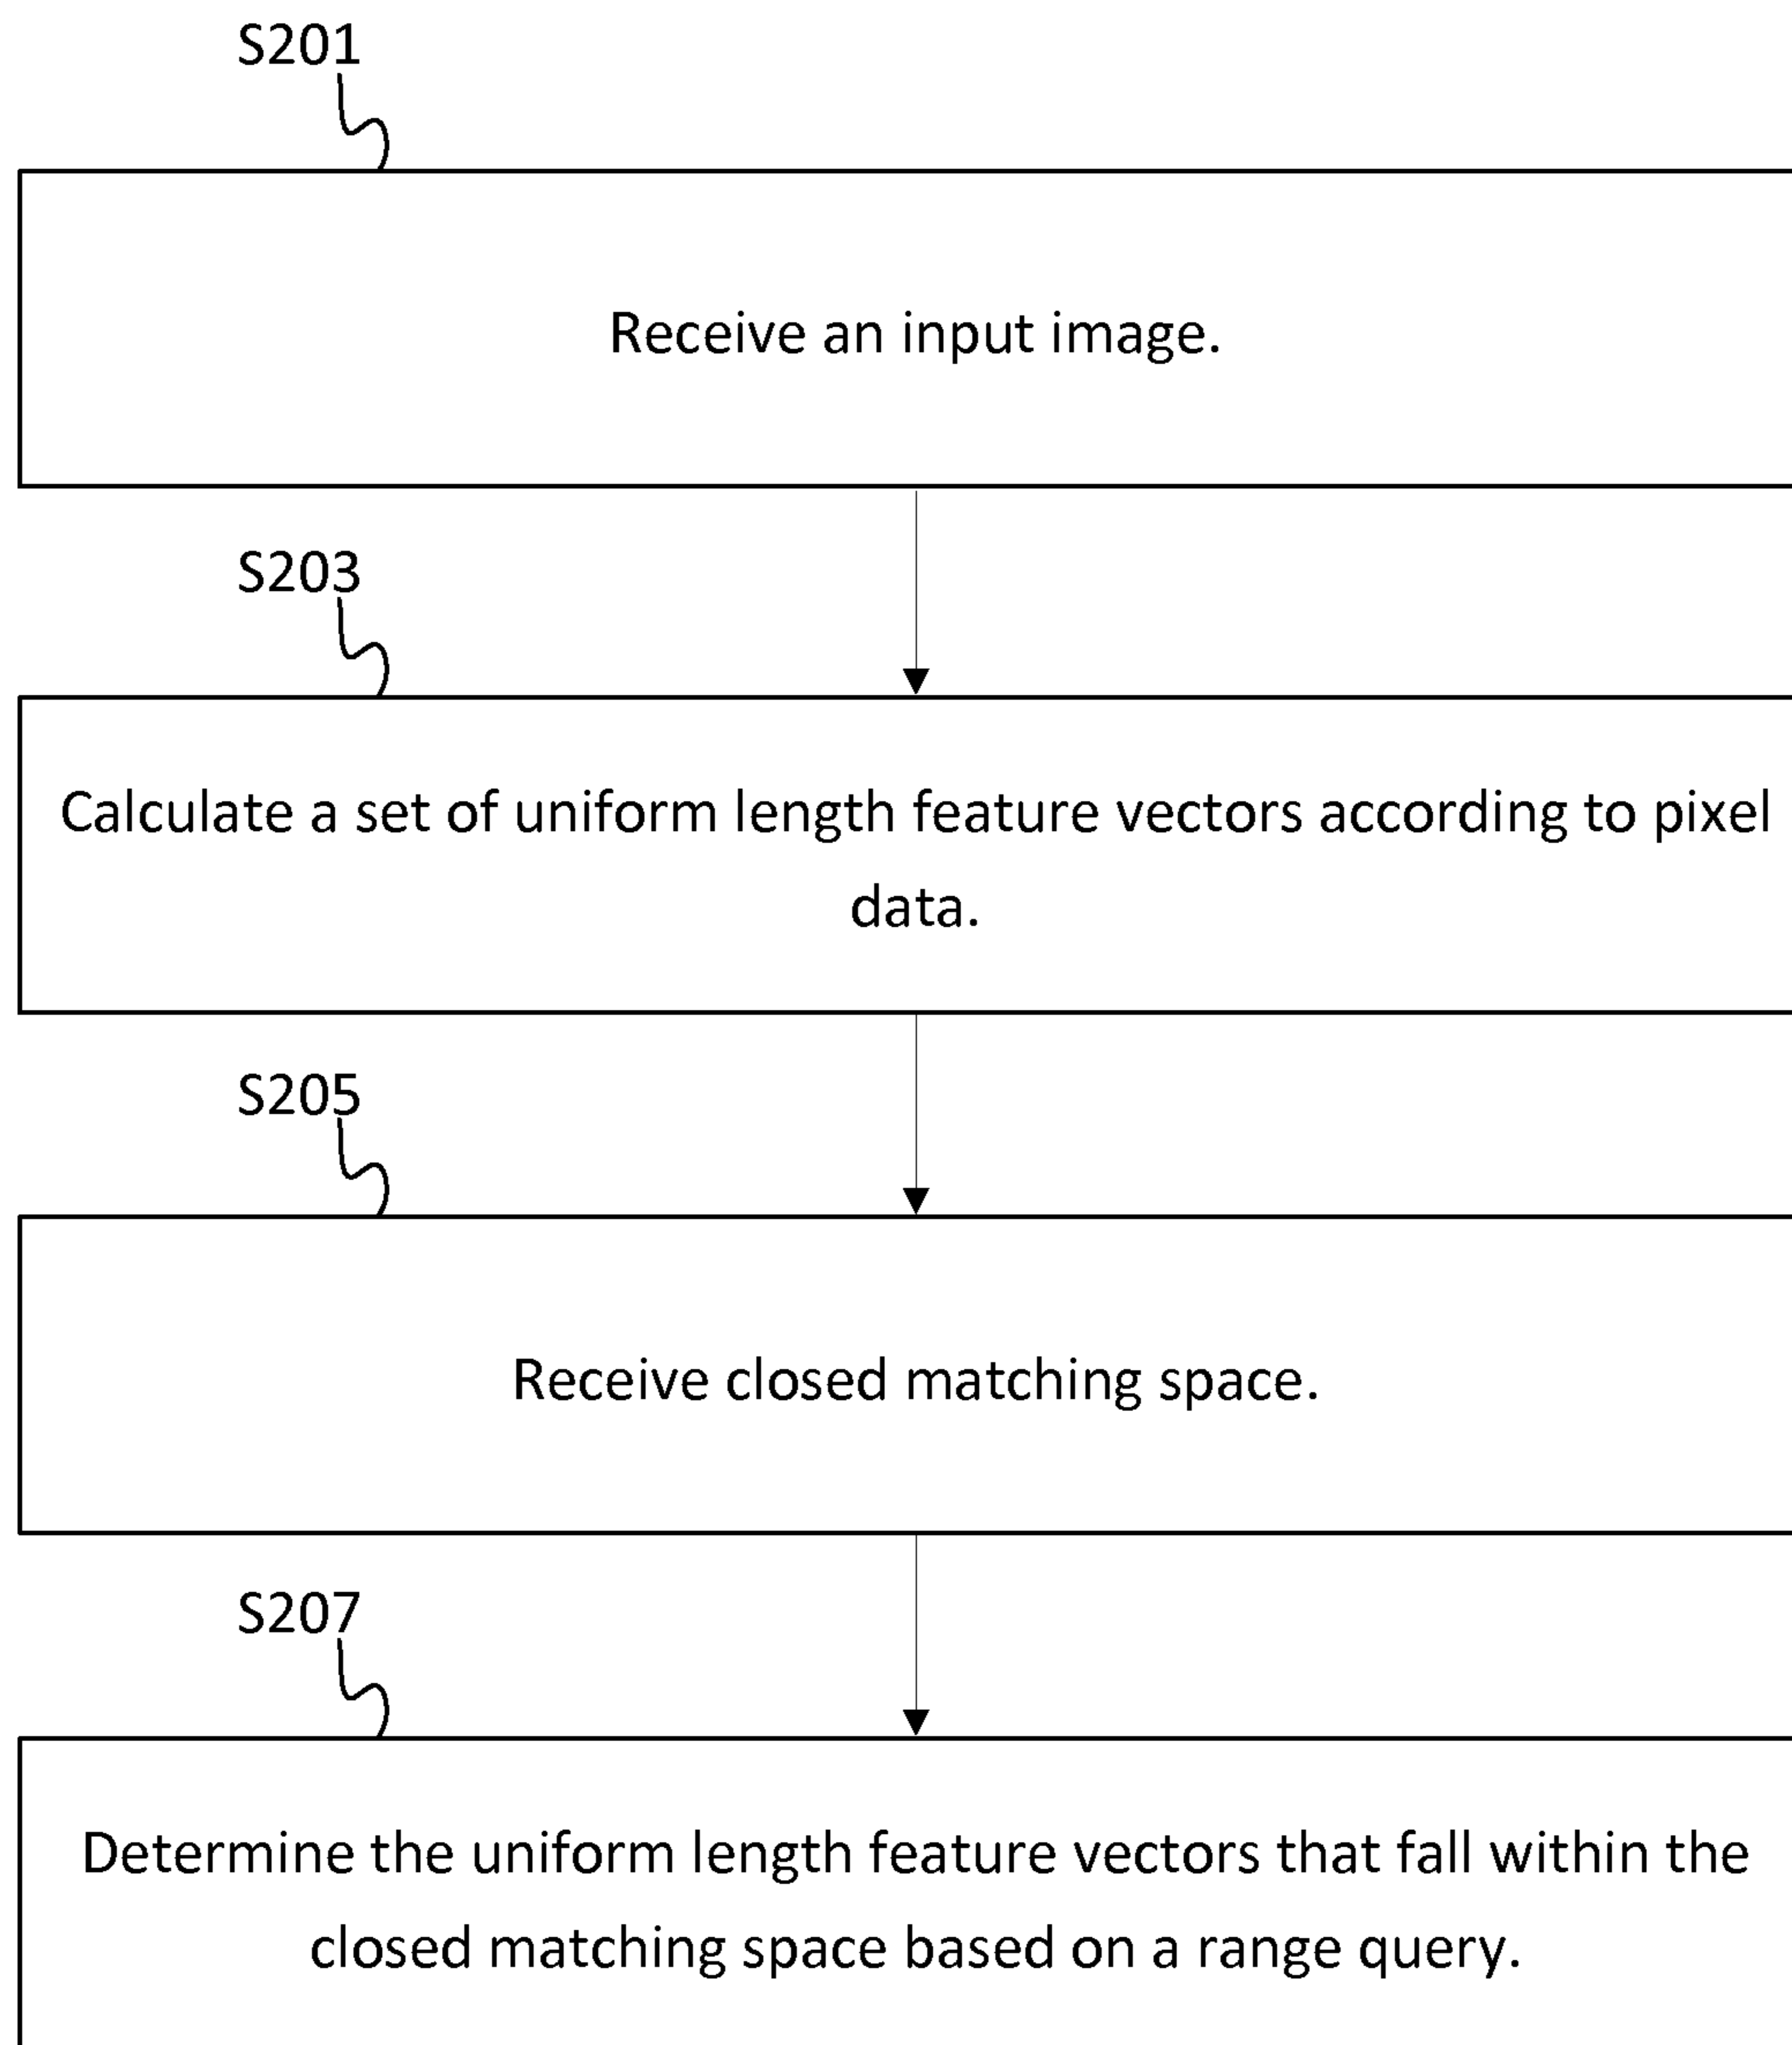 S201
Receive an input image.
S203
Calculate a set of uniform length feature vectors according to pixel
data.
S205
Receive closed matching space.
S207
Determine the uniform length feature vectors that fall within the
closed matching space based on a range query.